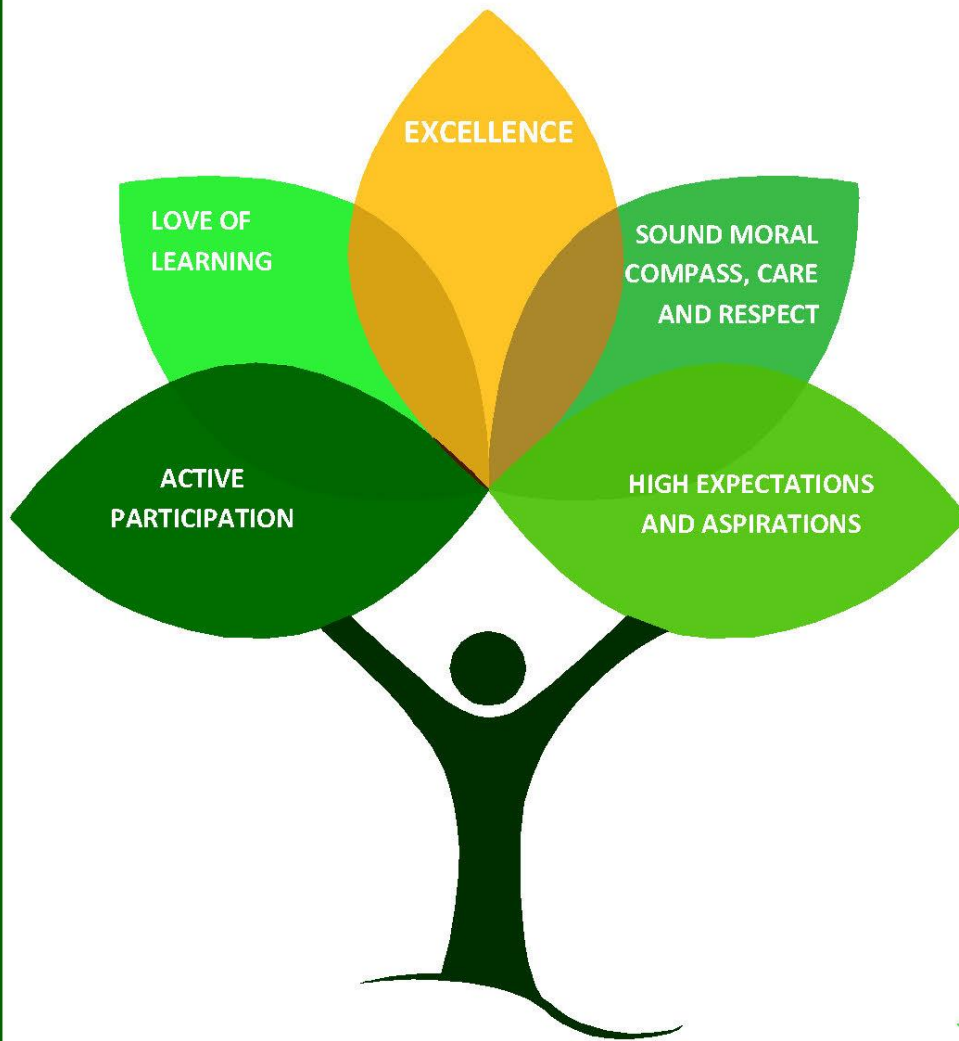 EXCELLENCE
LOVE OF
LEARNING
SOUND MORAL
COMPASS, CARE
AND RESPECT
ACTIVE
PARTICIPATION
HIGH EXPECTATIONS
AND ASPIRATIONS